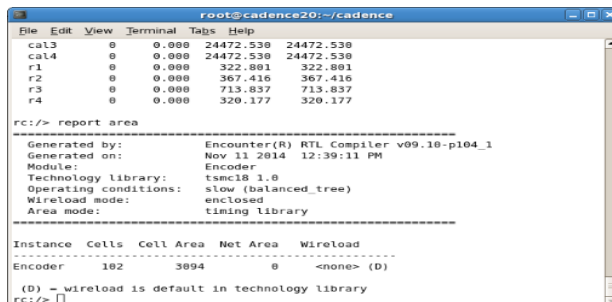 root@cadence20:~/cadence
File Edit View Terminal Tabs Help
cal3 0 0.000 24472.530 24472.530
cal4 0 0.000 24472.530 24472.530
r1 0 0.000 322.801 322.801
r2 0 0.000 367.416 367.416
r3 0 0.000 713.837 713.837
r4 0 0.000 320.177 320.177
rc:/> report area
============================================================
Generated by: Encounter(R) RTL Compiler v09.10-p104_1
Generated on: Nov 11 2014 12:39:11 PM
Module: Encoder
Technology library: tsmc18 1.0
Operating conditions: slow (balanced_tree)
Wireload mode: enclosed
Area mode: timing library
============================================================
Instance Cells Cell Area Net Area Wireload
----------------------------------------------------
Encoder 102 3094 0 <none> (D)
(D) = wireload is default in technology library
rc:/>